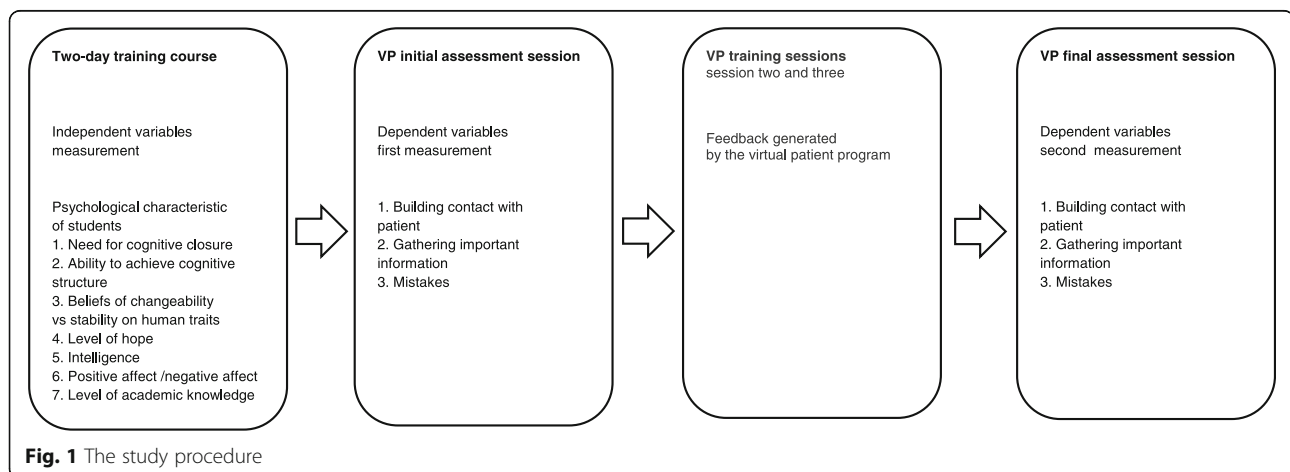 Two-day training course
Independent variables
measurement
Psychological characteristic
of students
1. Need for cognitive closure
2. Ability to achieve cognitive
structure
3. Beliefs of changeability
vs stability on human traits
4. Level of hope
5. Intelligence
6. Positive affect /negative affect
7. Level of academic knowledge
VP initial assessment session
Dependent variables
first measurement
1. Building contact with
patient
2. Gathering important
information
3. Mistakes
VP training sessions
session two and three
Feedback generated
by the virtual patient program
VP final assessment session
Dependent variables
second measurement
1. Building contact with
patient
2. Gathering important
information
3. Mistakes
Fig. 1 The study procedure